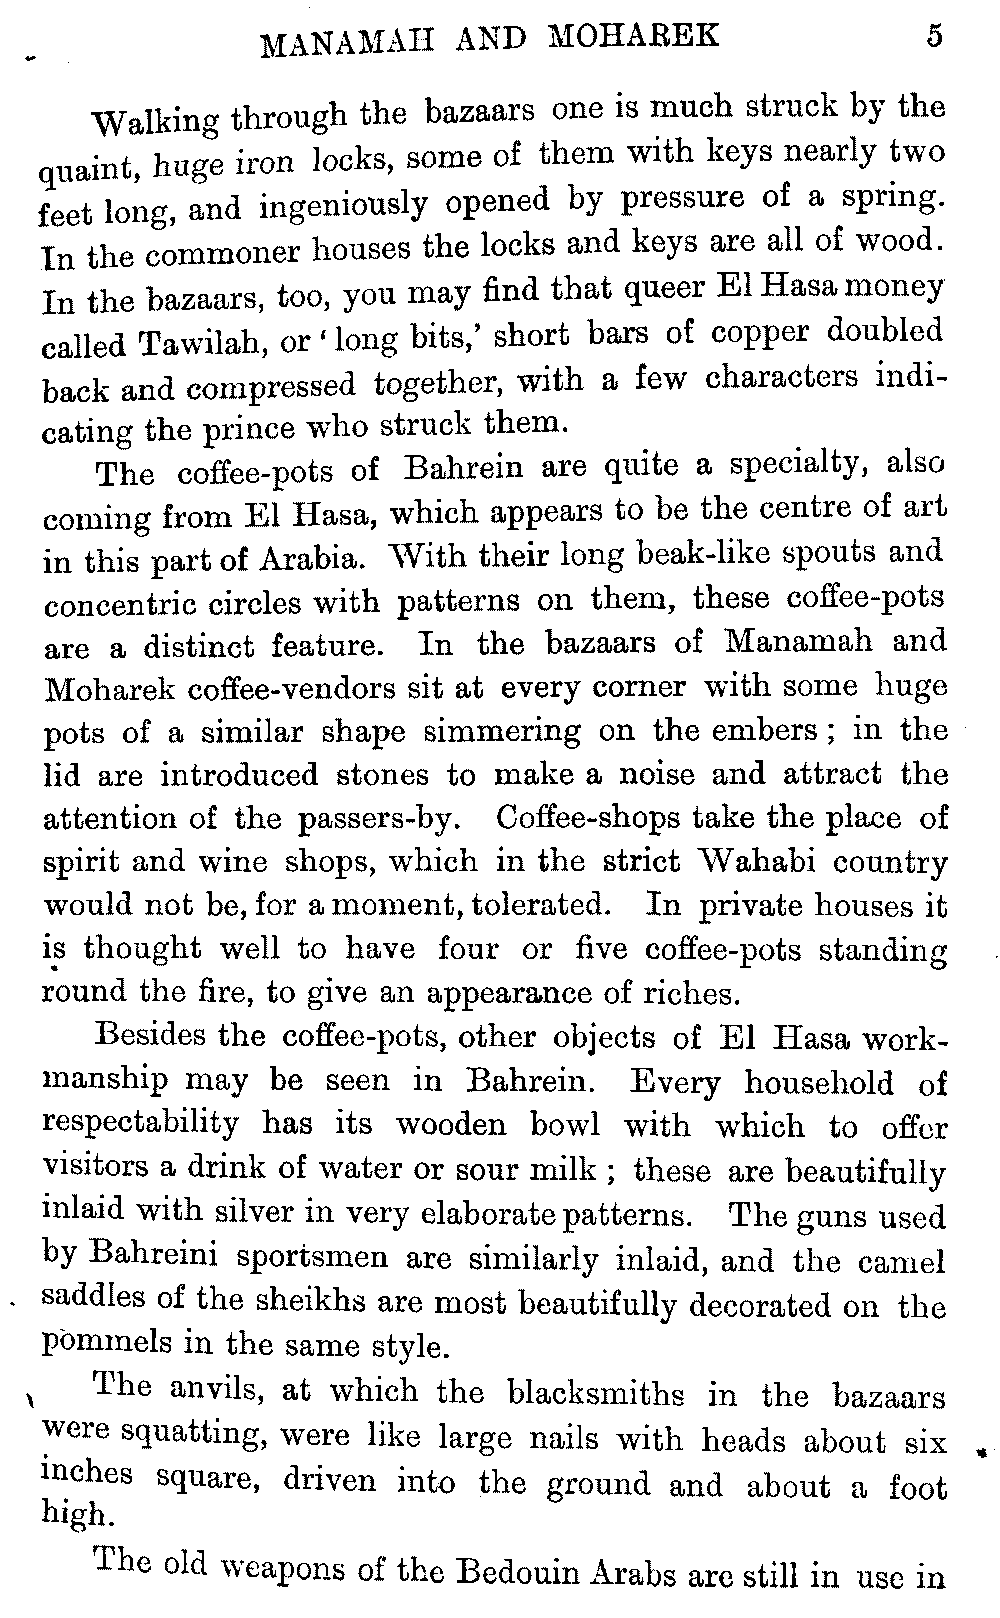 MANAMAH AND MOHAREK 5
Walking through the bazaars one is much struck by the
quaint, huge iron locks, some of them with keys nearly two
feet long, and ingeniously opened by pressure of a spring.
In the commoner houses the locks and keys are all of wood.
In the bazaars, too, you may find that queer El Hasa money
called Tawilah, or ‘long bits,’ short bars of copper doubled
back and compressed together, with a few characters indi-
cating the prince who struck them.
The coffee-pots of Bahrein are quite a specialty, also
coming from El Hasa, which appears to be the centre of art
in this part of Arabia. With their long beak-like spouts and
concentric circles with patterns on them, these coffee-pots
are a distinct feature. In the bazaars of Manamah and
Moharek coffee-vendors sit at every corner with some huge
pots of a similar shape simmering on the embers; in the
lid are introduced stones to make a noise and attract the
attention of the passers-by. Coffee-shops take the place of
spirit and wine shops, which in the strict Wahabi country
would not be, for a moment, tolerated. In private houses it
is thought well to have four or five coffee-pots standing
round the fire, to give an appearance of riches.
Besides the coffee-pots, other objects of El Hasa work-
manship may be seen in Bahrein. Every household of
respectability has its wooden bowl with which to offer
visitors a drink of water or sour milk; these are beautifully
inlaid with silver in very elaborate patterns. The guns used
by Bahreini sportsmen are similarly inlaid, and the camel
saddles of the sheikhs are most beautifully decorated on the
pommels in the same style.
The anvils, at which the blacksmiths in the bazaars
were squatting, were like large nails with heads about six
inches square, driven into the ground and about a foot
high.
The old weapons of the Bedouin Arabs are still in use in